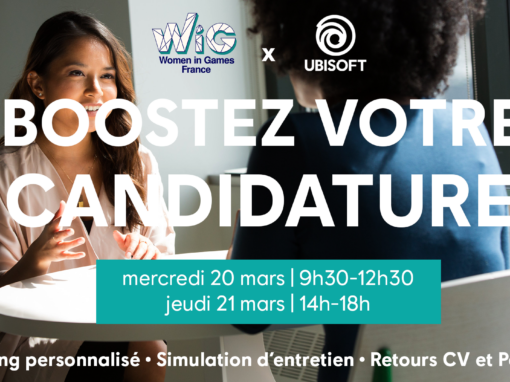 WiG
Women in Games
France
x
UBISOFT
BOOSTEZ VOTRE
CANDIDATURE
mercredi 20 mars | 9h30-12h30
jeudi 21 mars | 14h-18h
ng personnalisé • Simulation d'entretien • Retours CV et Po